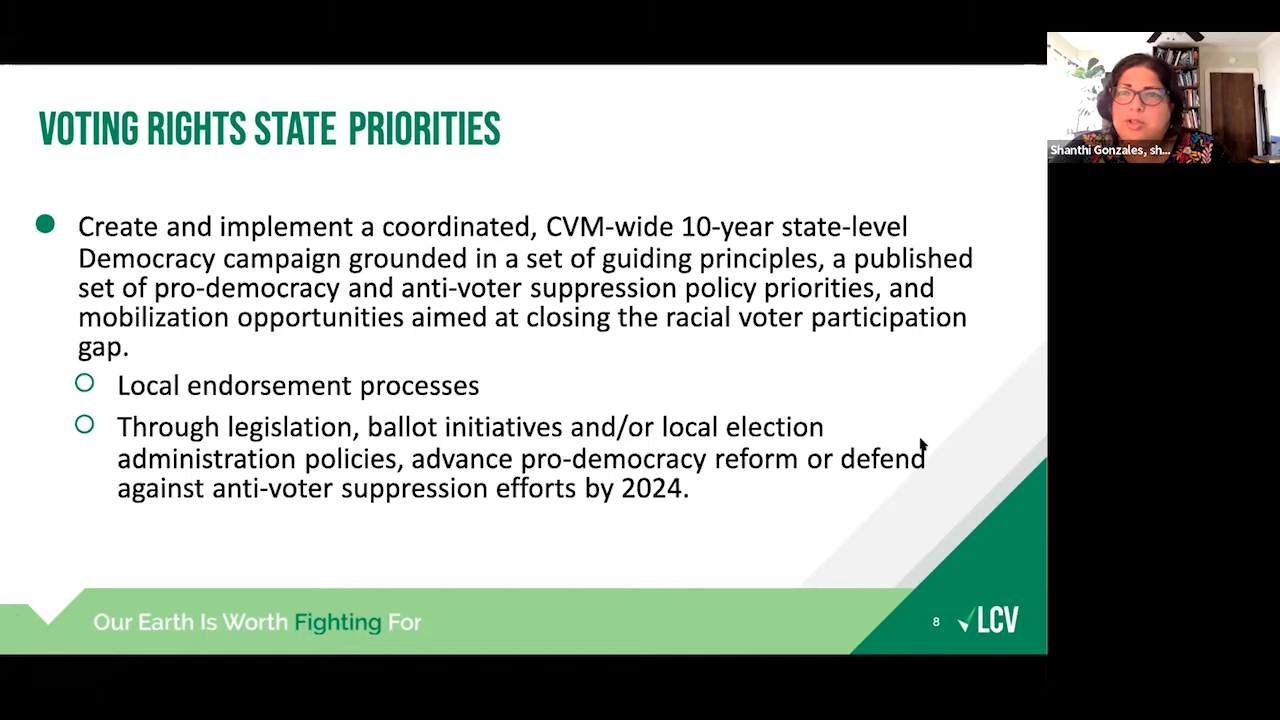 VOTING RIGHTS STATE PRIORITIES
Create and implement a coordinated, CVM-wide 10-year state-level
Democracy campaign grounded in a set of guiding principles, a published
set of pro-democracy and anti-voter suppression policy priorities, and
mobilization opportunities aimed at closing the racial voter participation
gap.
Local endorsement processes
Through legislation, ballot initiatives and/or local election
administration policies, advance pro-democracy reform or defend
against anti-voter suppression efforts by 2024.
Our Earth Is Worth Fighting For
8
LCV
Shanthi Gonzales, sh...